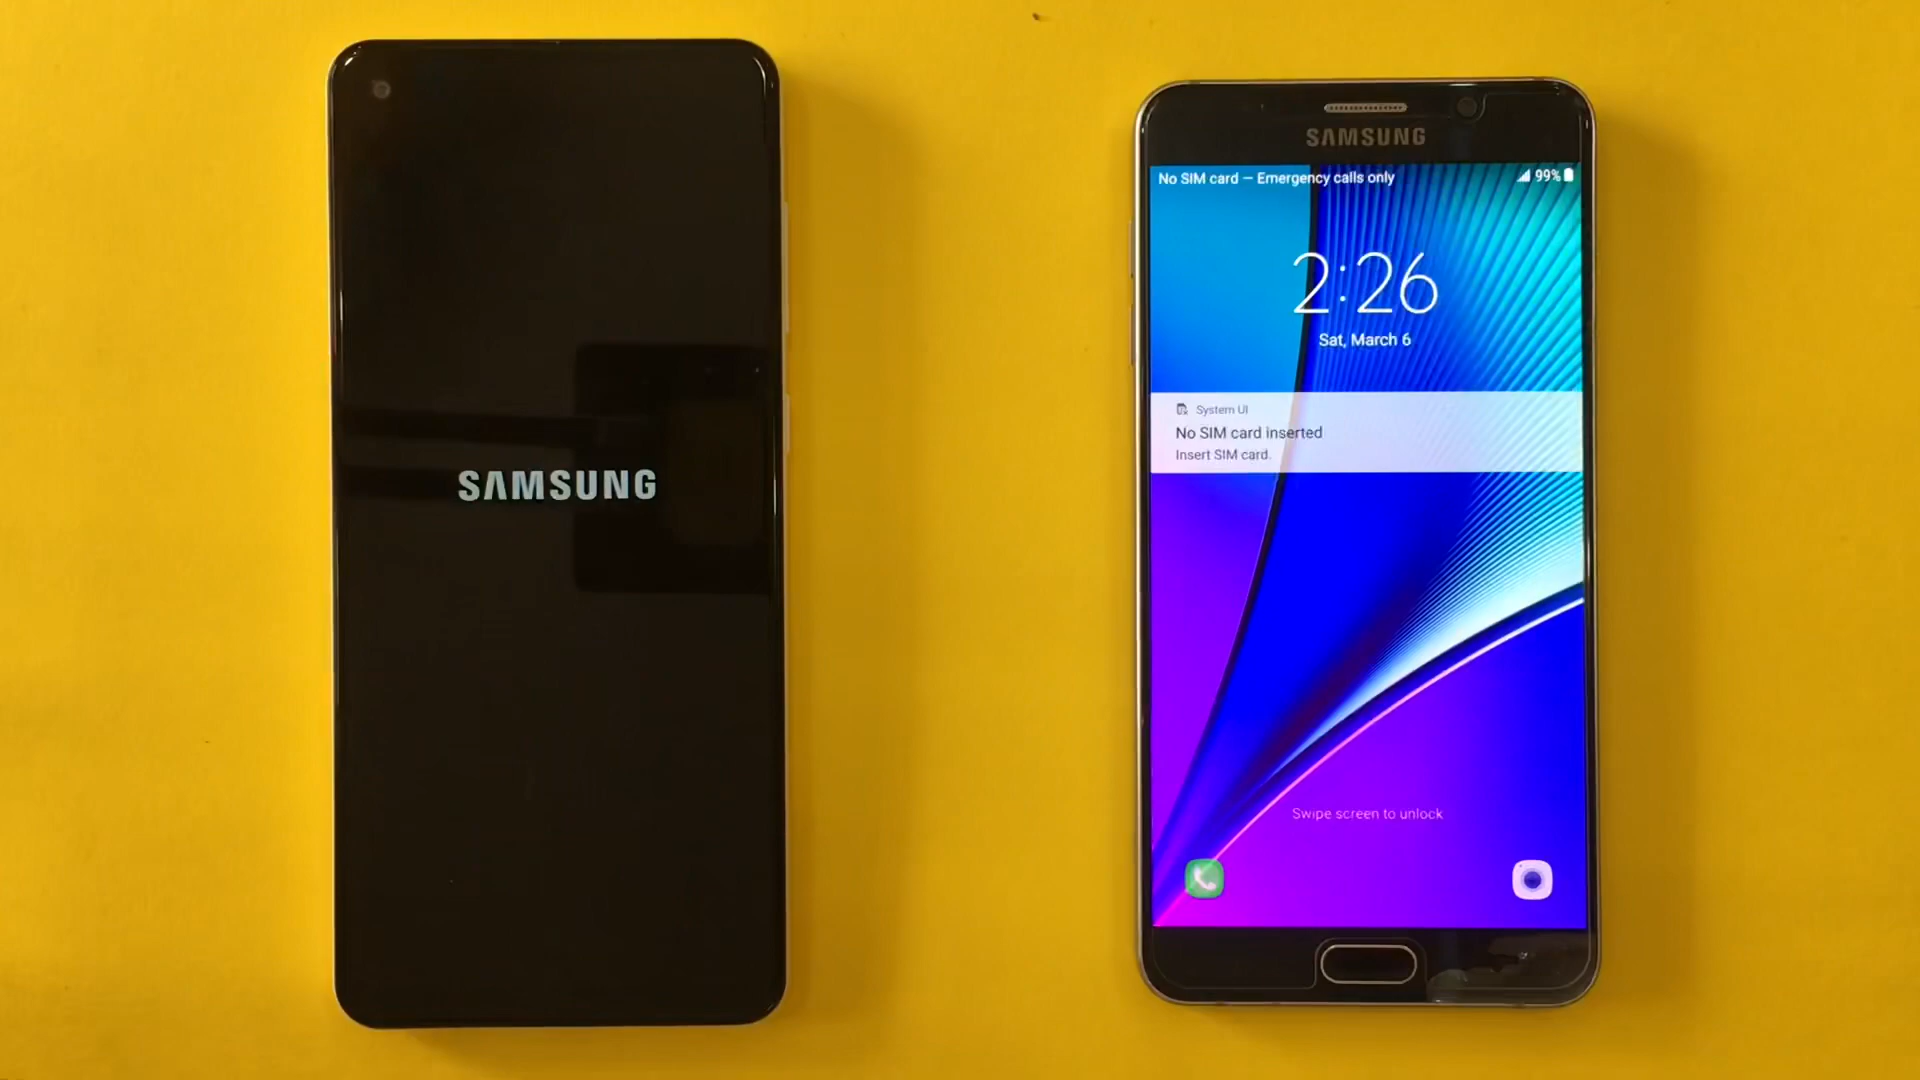 SAMSUNG
SAMSUNG
No SIM card – Emergency calls only 99%
2:26
Sat, March 6
System UI
No SIM card inserted
Insert SIM card.
Swipe screen to unlock